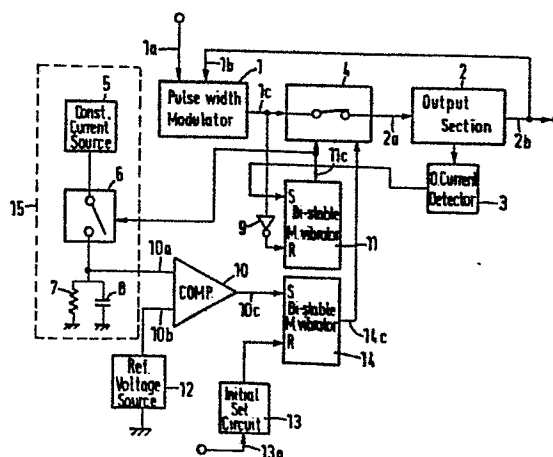 1a
1b
1
Pulse width
Modulator
1c
4
2a
2
Output
Section
2b
5
Const.
Current
Source
6
15
7
8
9
11c
S
Bi-stable
M.vibrator
R
11
O.Current
Detector
3
10a
10
COMP.
10b
10c
S
Bi-stable
M.vibrator
R
14
14c
Ref.
Voltage
Source
12
Initial
Set
Circuit
13
13a